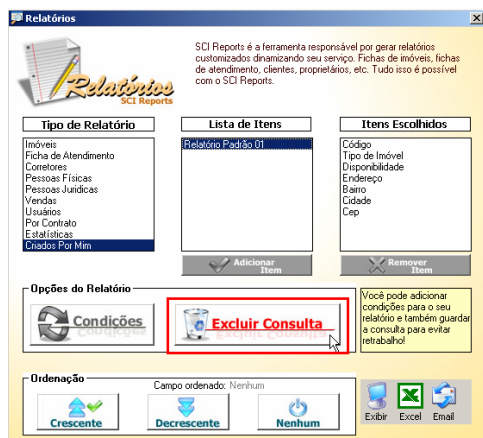 Relatórios
SCI Reports é a ferramenta responsável por gerar relatórios
customizados dinamizando seu serviço. Fichas de imóveis, fichas
de atendimento, clientes, proprietários, etc. Tudo isso é possível
com o SCI Reports.
Relatórios
SCI Reports
Tipo de Relatório
Imóveis
Ficha de Atendimento
Corretores
Pessoas Físicas
Pessoas Juridicas
Vendas
Usuários
Por Contrato
Estatísticas
Criados Por Mim
Lista de Itens
Relatório Padrão 01
Adicionar
Item
Itens Escolhidos
Código
Tipo de Imóvel
Disponibilidade
Endereço
Bairro
Cidade
Cep
Remover
Item
Opções do Relatório
Condições
Excluir Consulta
Você pode adicionar
condições para o seu
relatório e também guardar
a consulta para evitar
retrabalho!
Ordenação
Campo ordenado: Nenhum
Crescente
Decrescente
Nenhum
Exibir
Excel
Email